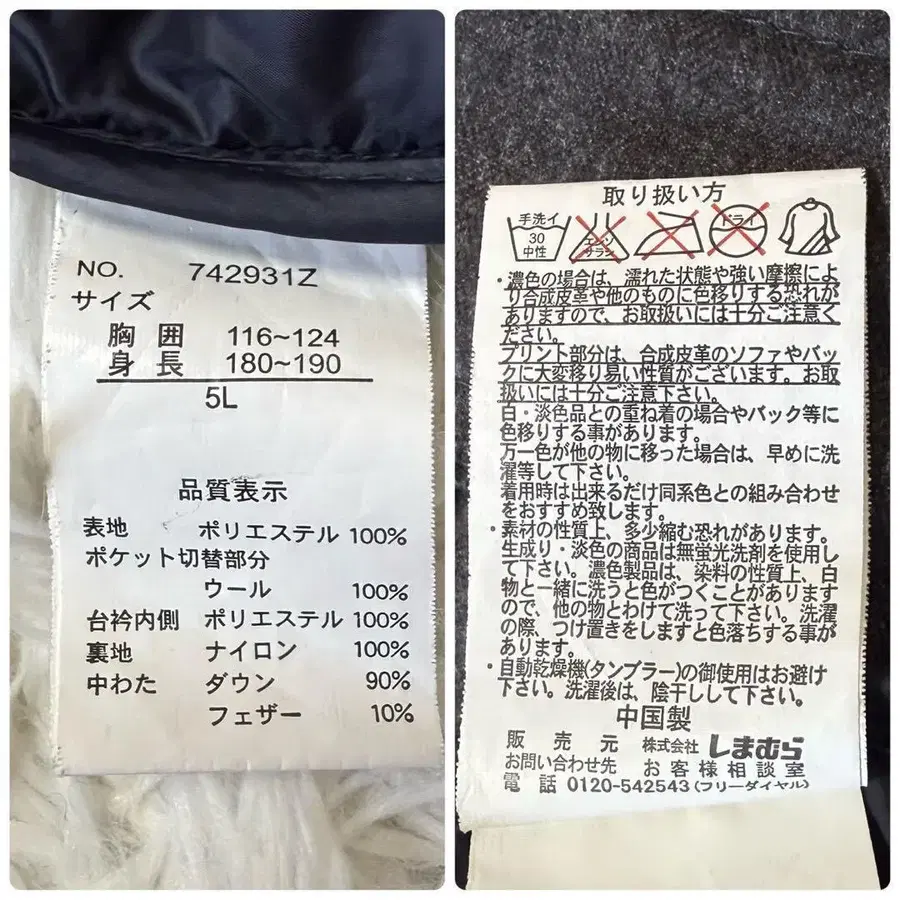 NO. 742931Z
サイズ
胸囲 116~124
身長 180~190
5L
品質表示
表地 ポリエステル 100%
ポケット切替部分
ウール 100%
台衿内側 ポリエステル 100%
裏地 ナイロン 100%
中わた ダウン 90%
フェザー 10%
取り扱い方
手洗イ 30 中性 エンソ サラシ ドライ
・濃色の場合は、濡れた状態や強い摩擦によ
り合成皮革や他のものに色移りする恐れが
ありますので、お取扱いには十分ご注意く
ださい。
プリント部分は、合成皮革のソファやバッ
クに大変移り易い性質がございます。お取
扱いには十分ご注意下さい。
白・淡色品との重ね着の場合やバック等に
色移りする事があります。
万一色が他の物に移った場合は、早めに洗
濯等して下さい。
着用時は出来るだけ同系色との組み合わせ
をおすすめ致します。
・素材の性質上、多少縮む恐れがあります。
生成り・淡色の商品は無蛍光洗剤を使用し
て下さい。濃色製品は、染料の性質上、白
物と一緒に洗うと色がつくことがあります
ので、他の物とわけて洗って下さい。洗濯
の際、つけ置きをしますと色落ちする事が
あります。
・自動乾燥機(タンブラー)の御使用はお避け
下さい。洗濯後は、陰干しして下さい。
中国製
販売元 株式会社 しまむら
お問い合わせ先 お客様相談室
電話 0120-542543(フリーダイヤル)